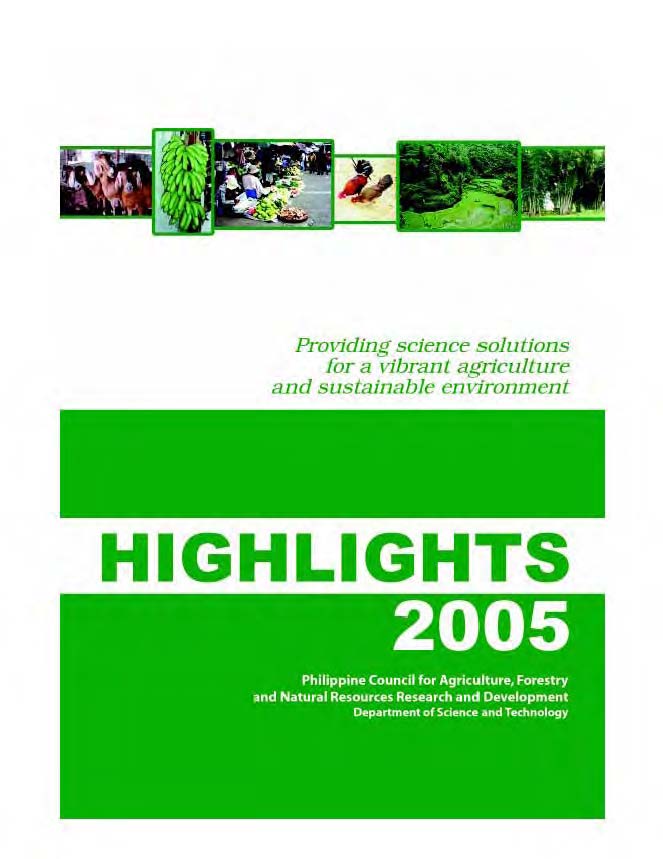 Providing science solutions
for a vibrant agriculture
and sustainable environment
HIGHLIGHTS
2005
Philippine Council for Agriculture, Forestry
and Natural Resources Research and Development
Department of Science and Technology